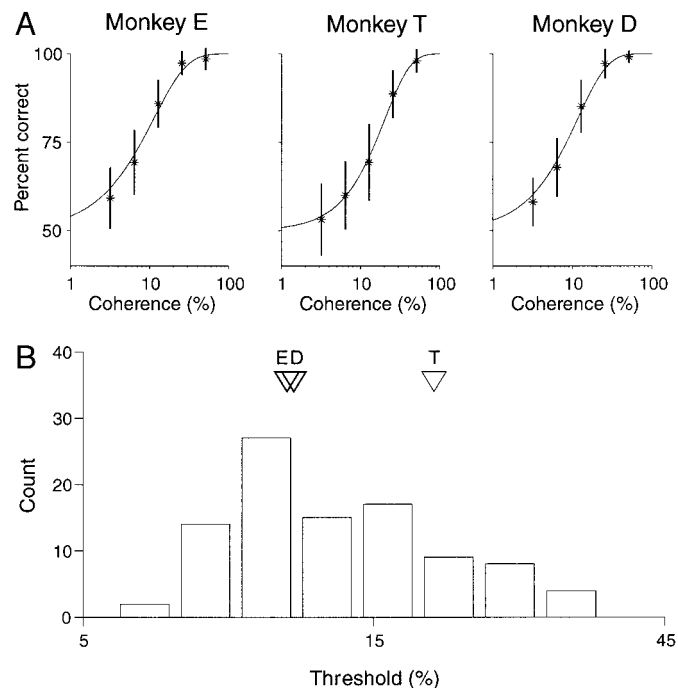 A
Monkey E
Monkey T
Monkey D
Percent correct
100
75
50
1 10 100
1 10 100
1 10 100
Coherence (%)
Coherence (%)
Coherence (%)
B
E D
T
Count
40
30
20
10
0
5 15 45
Threshold (%)